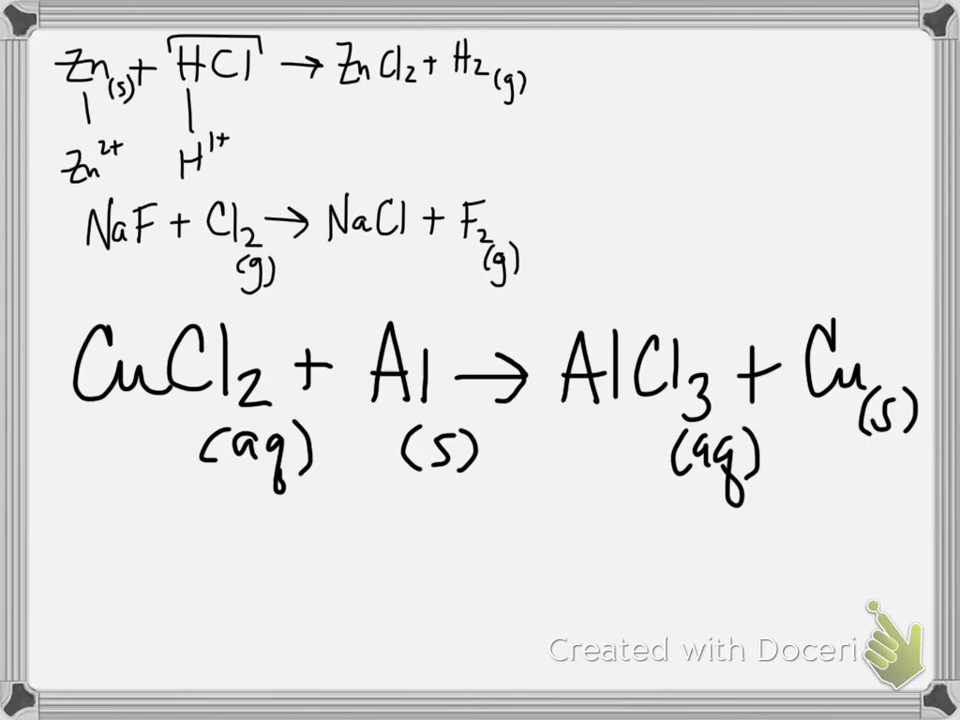 Zn(s) + HCl → ZnCl₂ + H₂(g)
Zn²⁺ H¹⁺
NaF + Cl₂(g) → NaCl + F₂(g)
CuCl₂(aq) + Al(s) → AlCl₃(aq) + Cu(s)
Created with Doceri